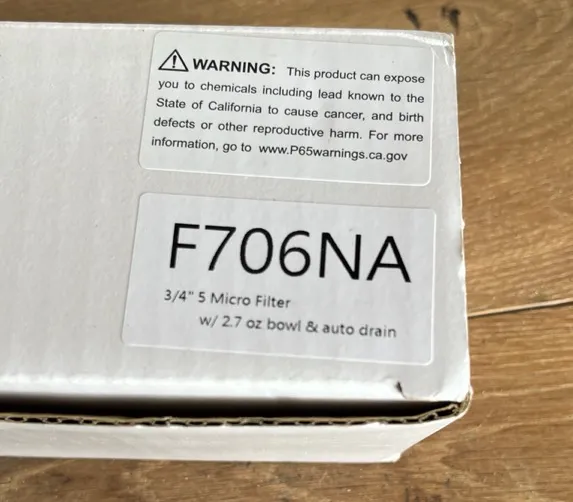 WARNING: This product can expose
you to chemicals including lead known to the
State of California to cause cancer, and birth
defects or other reproductive harm. For more
information, go to www.P65warnings.ca.gov
F706NA
3/4" 5 Micro Filter
w/ 2.7 oz bowl & auto drain